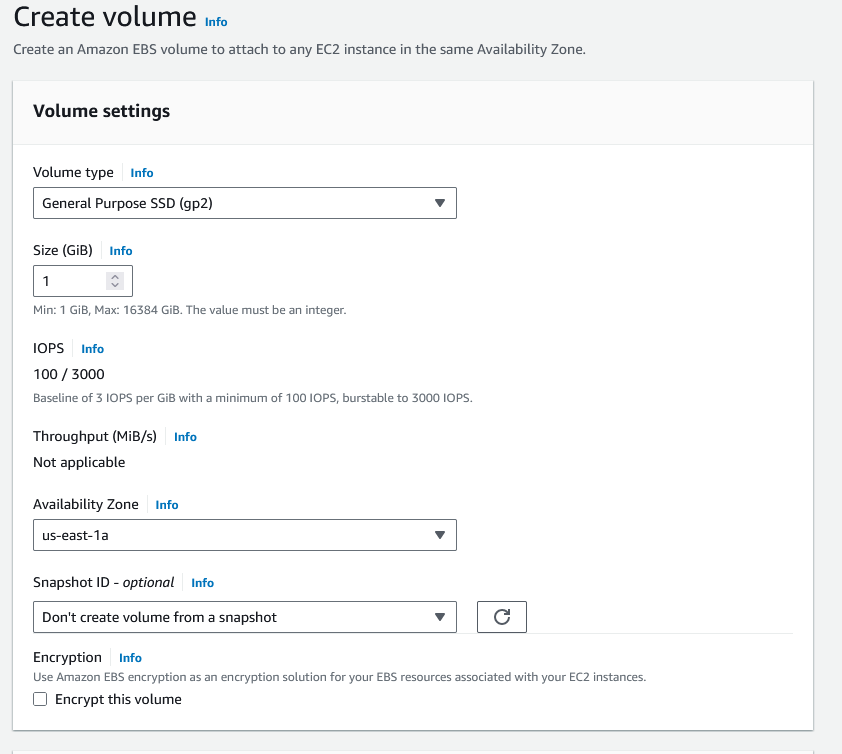 Create volume Info
Create an Amazon EBS volume to attach to any EC2 instance in the same Availability Zone.
Volume settings
Volume type Info
General Purpose SSD (gp2)
Size (GiB) Info
1
Min: 1 GiB, Max: 16384 GiB. The value must be an integer.
IOPS Info
100 / 3000
Baseline of 3 IOPS per GiB with a minimum of 100 IOPS, burstable to 3000 IOPS.
Throughput (MiB/s) Info
Not applicable
Availability Zone Info
us-east-1a
Snapshot ID - optional Info
Don't create volume from a snapshot
Encryption Info
Use Amazon EBS encryption as an encryption solution for your EBS resources associated with your EC2 instances.
Encrypt this volume